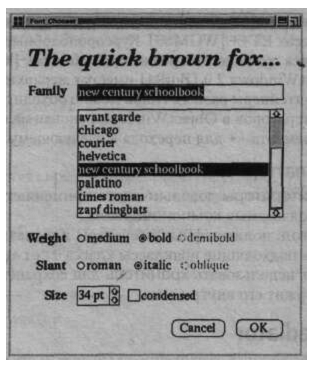 Font Chooser
The quick brown fox...
Family new century schoolbook
avant garde
chicago
courier
helvetica
new century schoolbook
palatino
times roman
zapf dingbats
Weight medium bold demibold
Slant roman italic oblique
Size 34 pt condensed
Cancel OK